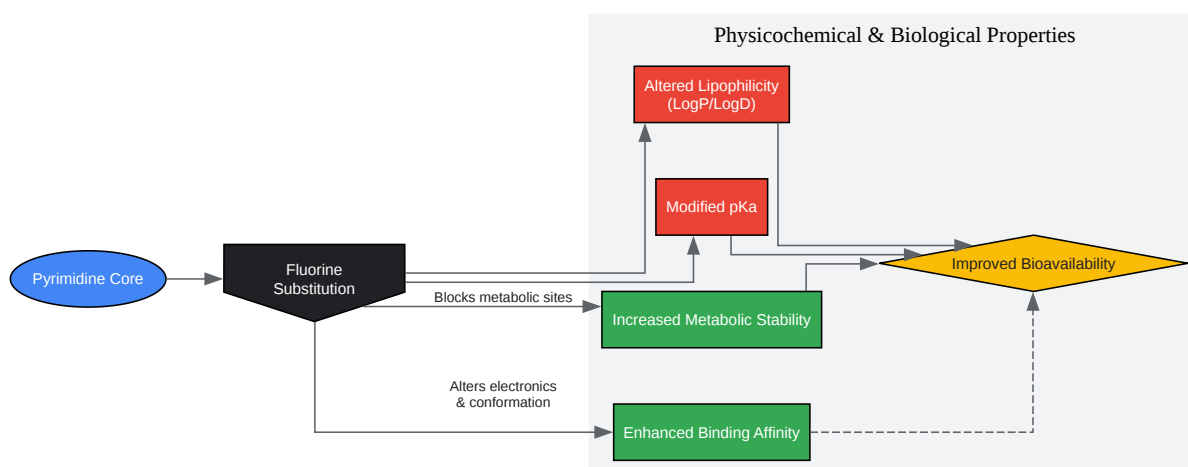 Physicochemical & Biological Properties
Altered Lipophilicity
(LogP/LogD)
Modified pKa
Pyrimidine Core
Fluorine
Substitution
Improved Bioavailability
Blocks metabolic sites
Increased Metabolic Stability
Alters electronics
& conformation
Enhanced Binding Affinity